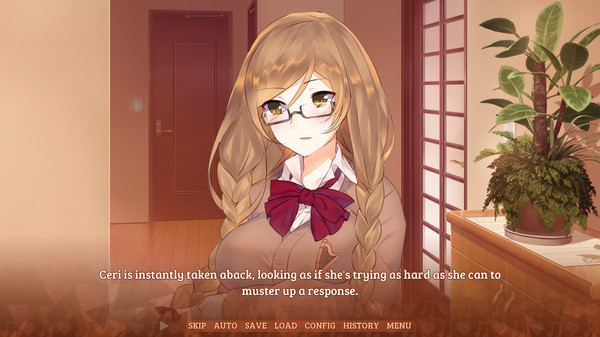 Ceri is instantly taken aback, looking as if she's trying as hard as she can to
muster up a response.
SKIP AUTO SAVE LOAD CONFIG HISTORY MENU